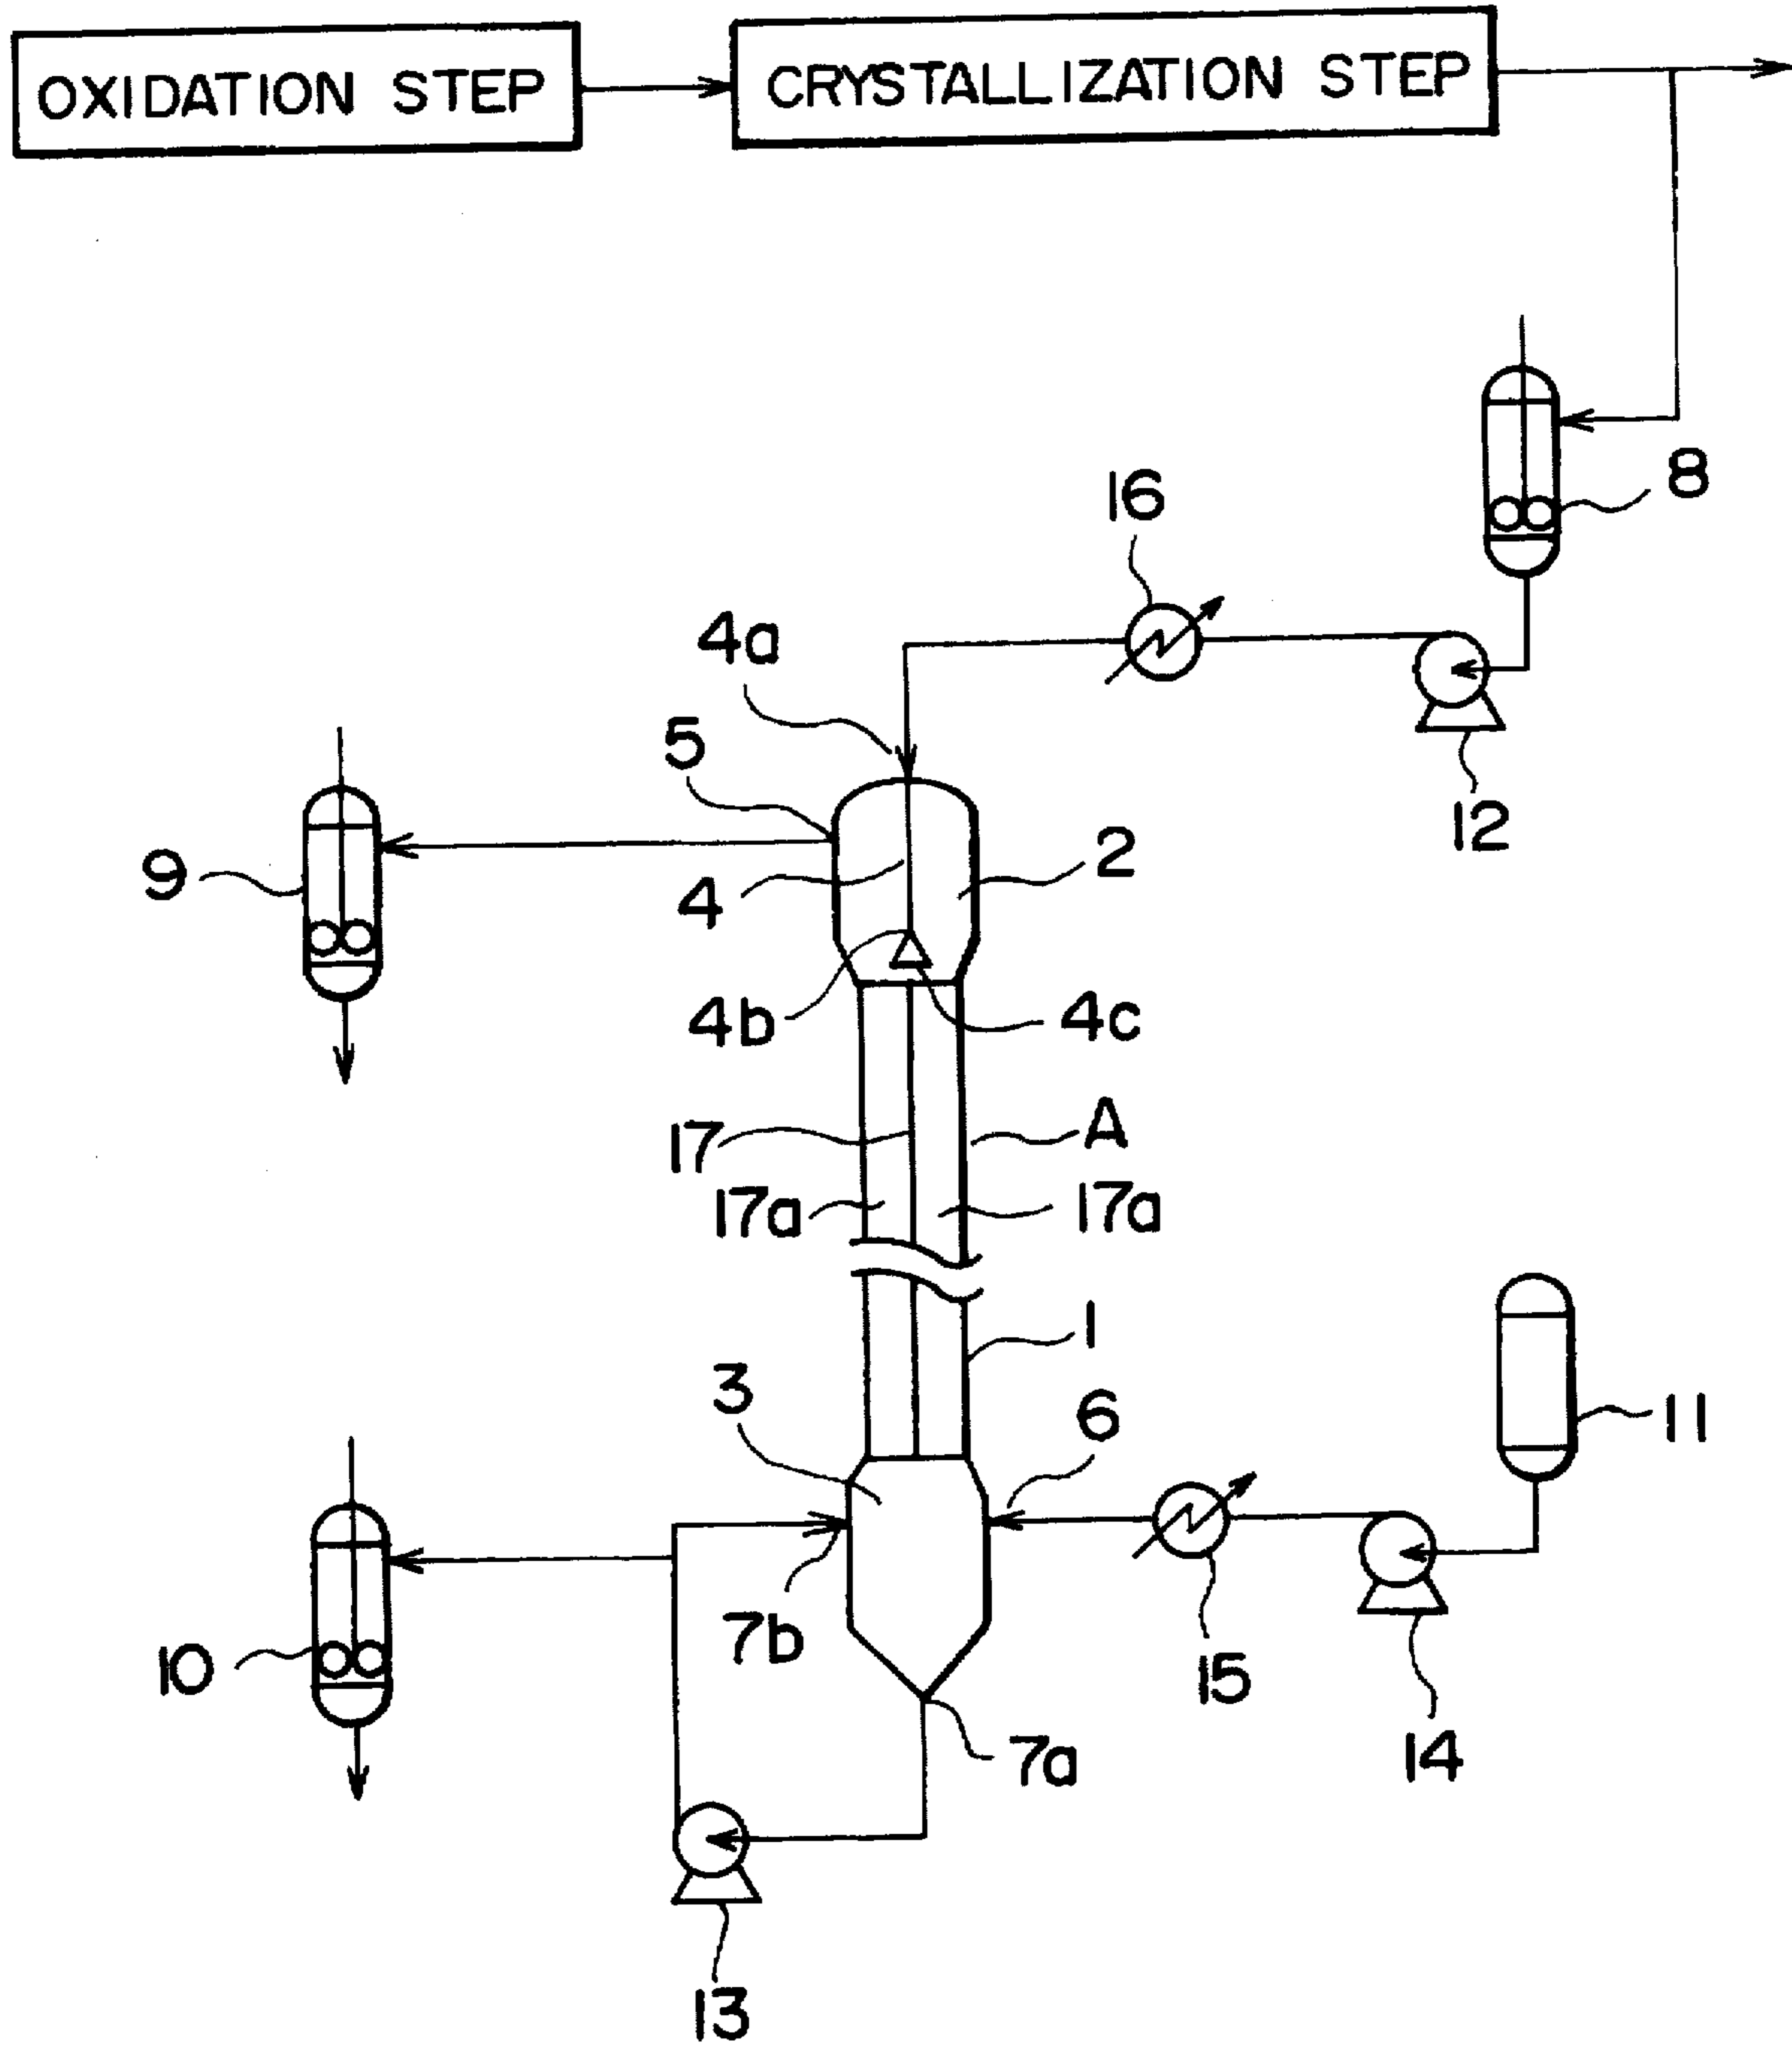 OXIDATION STEP
CRYSTALLIZATION STEP
8
16
4a
5
12
2
9
4
4b
4c
17
A
17a
17a
1
3
6
11
7b
10
15
7a
14
13